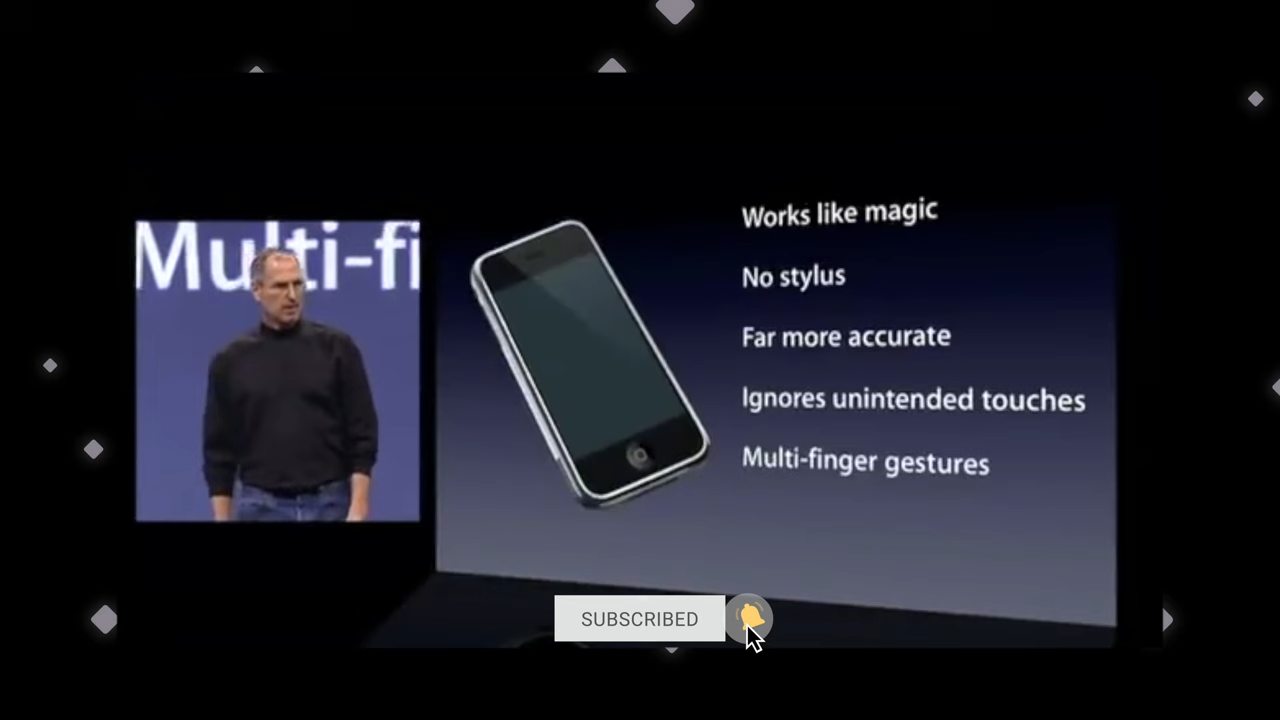 Multi-fi
Works like magic
No stylus
Far more accurate
Ignores unintended touches
Multi-finger gestures
SUBSCRIBED